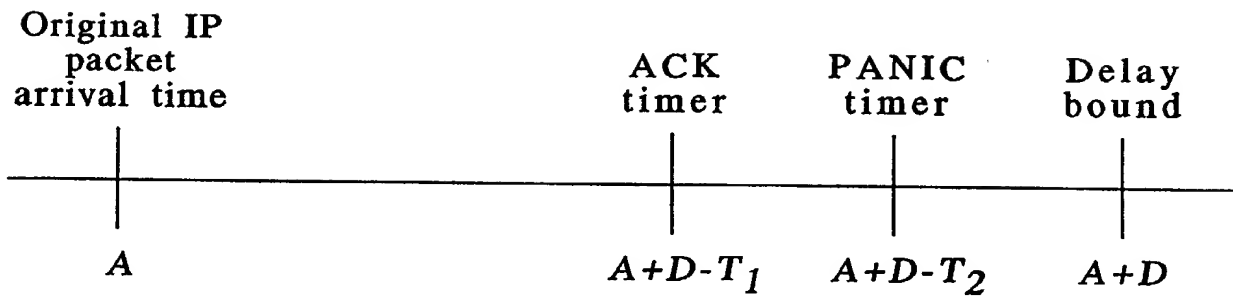 Original IP
packet
arrival time
ACK
timer
PANIC
timer
Delay
bound
A
A+D-T1
A+D-T2
A+D